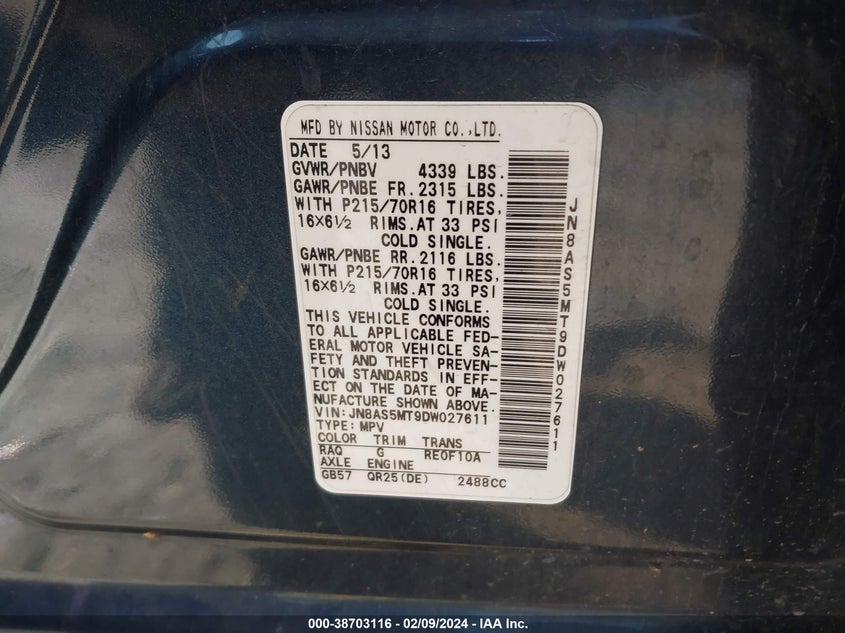 MFD BY NISSAN MOTOR CO.,LTD.
DATE 5/13
GVWR/PNBV 4339 LBS.
GAWR/PNBE FR. 2315 LBS.
WITH P215/70R16 TIRES,
16×6½ RIMS. AT 33 PSI
COLD SINGLE.
GAWR/PNBE RR. 2116 LBS.
WITH P215/70R16 TIRES,
16×6½ RIMS. AT 33 PSI
COLD SINGLE.
THIS VEHICLE CONFORMS
TO ALL APPLICABLE FED-
ERAL MOTOR VEHICLE SA-
FETY AND THEFT PREVEN-
TION STANDARDS IN EFF-
ECT ON THE DATE OF MA-
NUFACTURE SHOWN ABOVE.
VIN: JN8AS5MT9DW027611
TYPE: MPV
COLOR TRIM TRANS
RAQ G RE0F10A
AXLE ENGINE
GB57 QR25(DE) 2488CC
JN8AS5MT9DW027611
000-38703116 - 02/09/2024 - IAA Inc.